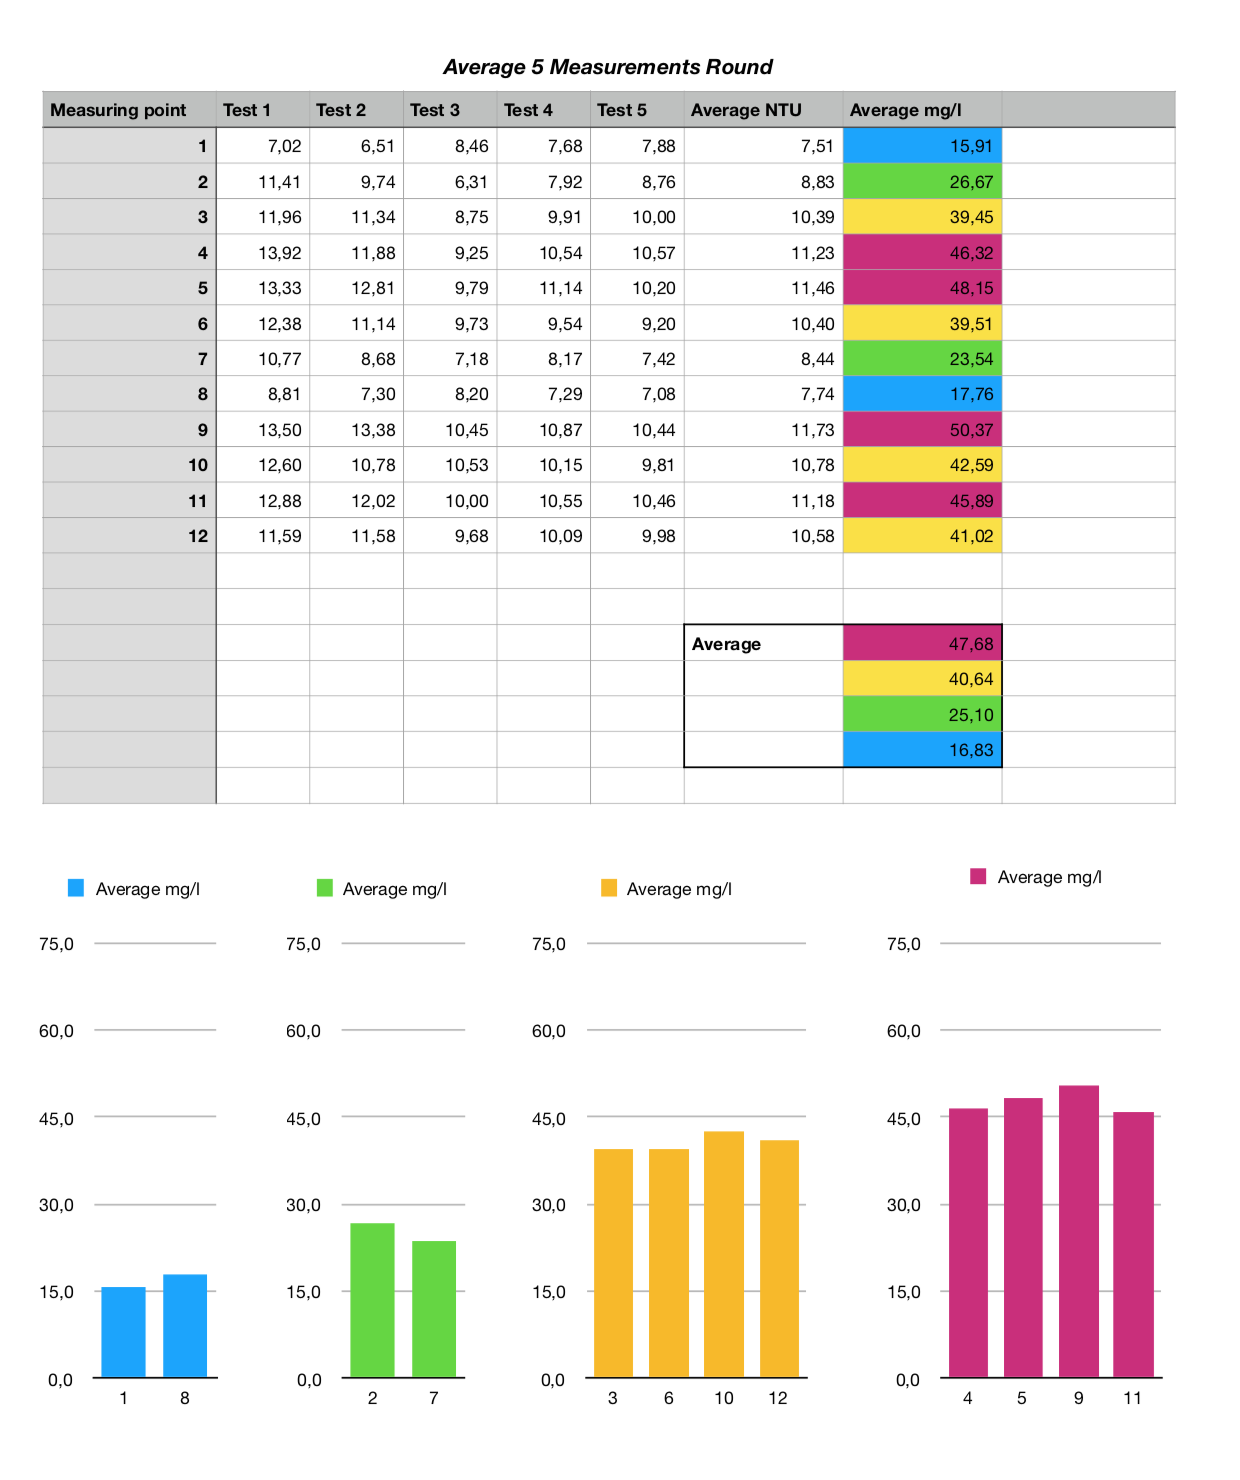 Average 5 Measurements Round
Measuring point Test 1 Test 2 Test 3 Test 4 Test 5 Average NTU Average mg/l
1 7,02 6,51 8,46 7,68 7,88 7,51 15,91
2 11,41 9,74 6,31 7,92 8,76 8,83 26,67
3 11,96 11,34 8,75 9,91 10,00 10,39 39,45
4 13,92 11,88 9,25 10,54 10,57 11,23 46,32
5 13,33 12,81 9,79 11,14 10,20 11,46 48,15
6 12,38 11,14 9,73 9,54 9,20 10,40 39,51
7 10,77 8,68 7,18 8,17 7,42 8,44 23,54
8 8,81 7,30 8,20 7,29 7,08 7,74 17,76
9 13,50 13,38 10,45 10,87 10,44 11,73 50,37
10 12,60 10,78 10,53 10,15 9,81 10,78 42,59
11 12,88 12,02 10,00 10,55 10,46 11,18 45,89
12 11,59 11,58 9,68 10,09 9,98 10,58 41,02
Average 47,68
40,64
25,10
16,83
Average mg/l
75,0
60,0
45,0
30,0
15,0
0,0
1 8
Average mg/l
75,0
60,0
45,0
30,0
15,0
0,0
2 7
Average mg/l
75,0
60,0
45,0
30,0
15,0
0,0
3 6 10 12
Average mg/l
75,0
60,0
45,0
30,0
15,0
0,0
4 5 9 11